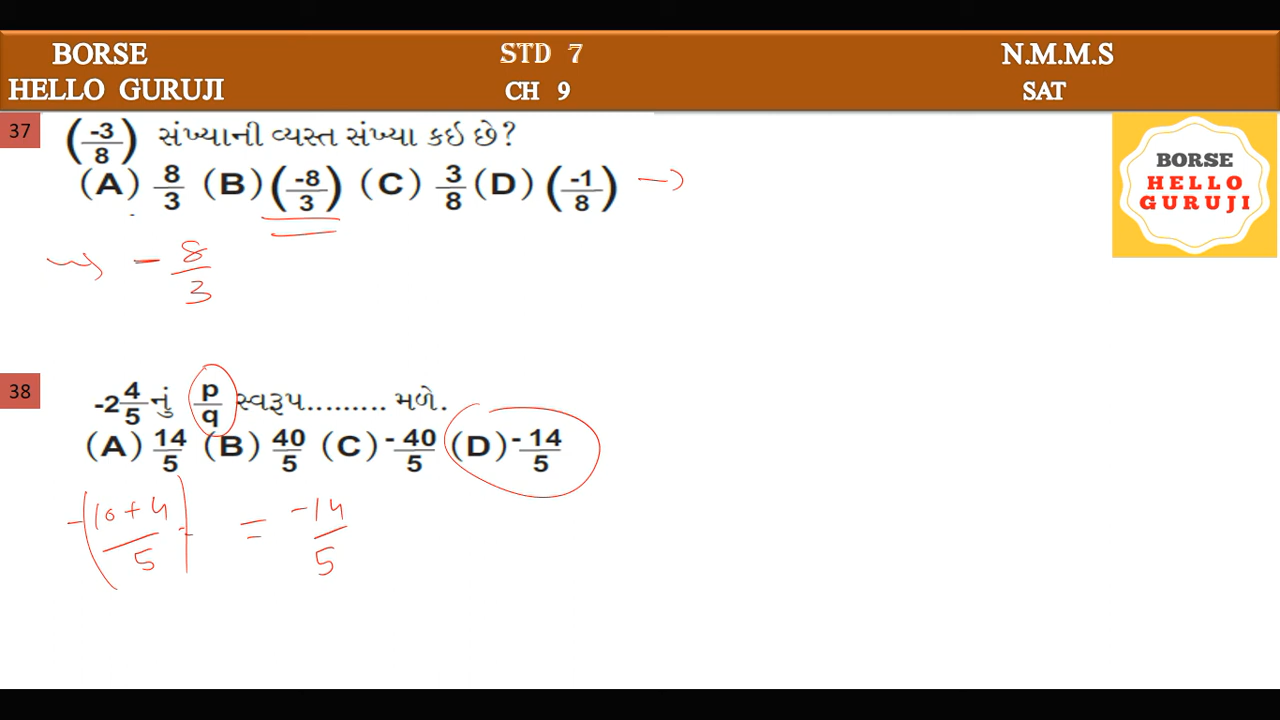 BORSE STD 7 N.M.M.S
HELLO GURUJI CH 9 SAT
37 (-3/8) સંખ્યાની વ્યસ્ત સંખ્યા કઇ છે?
(A) 8/3 (B) (-8/3) (C) 3/8 (D) (-1/8)
- 8/3
BORSE
HELLO
GURUJI
38 -2 4/5 નું p/q સ્વરૂપ......... મળે.
(A) 14/5 (B) 40/5 (C) -40/5 (D) -14/5
-(10+4/5) = -14/5